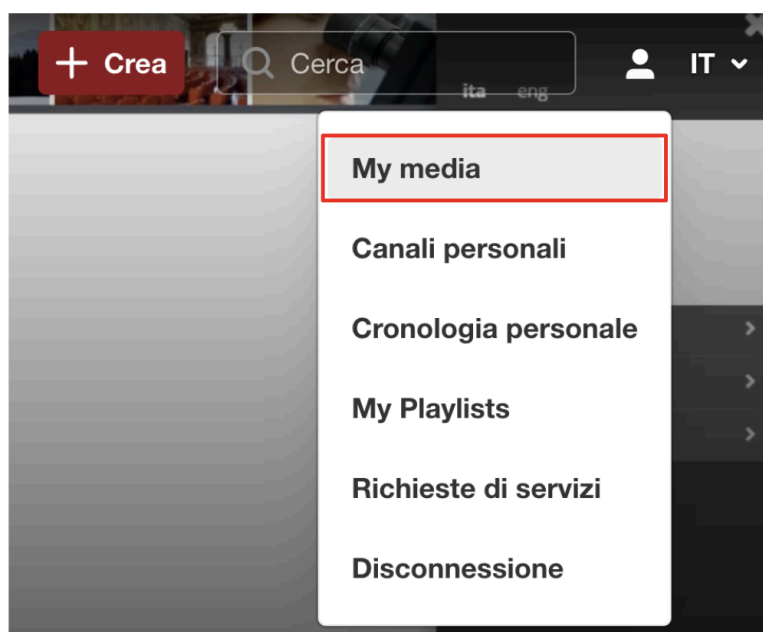 + Crea
Cerca
IT
ita eng
My media
Canali personali
Cronologia personale
My Playlists
Richieste di servizi
Disconnessione